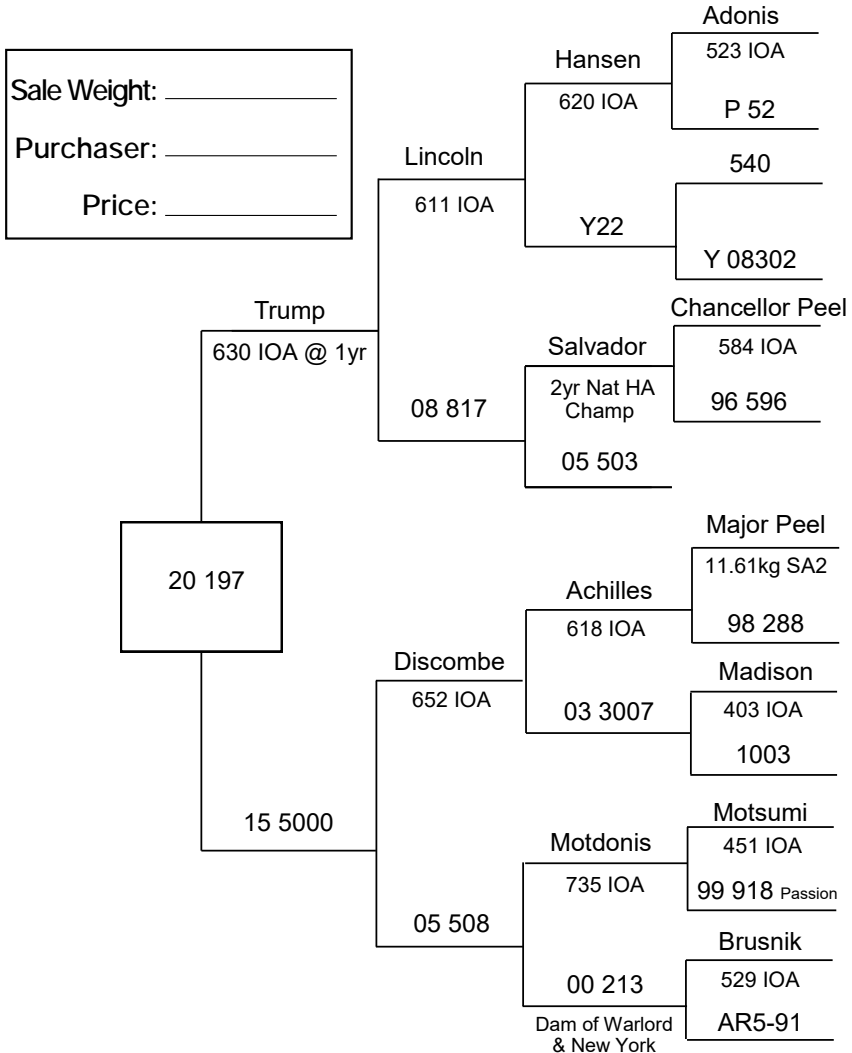 Sale Weight:
Purchaser:
Price:
Adonis
523 IOA
Hansen
620 IOA
P 52
Lincoln
611 IOA
540
Y22
Y 08302
Trump
630 IOA @ 1yr
Chancellor Peel
584 IOA
Salvador
2yr Nat HA
Champ
96 596
08 817
05 503
20 197
Major Peel
11.61kg SA2
Achilles
618 IOA
98 288
Discombe
652 IOA
Madison
403 IOA
03 3007
1003
15 5000
Motsumi
451 IOA
Motdonis
735 IOA
99 918 Passion
05 508
Brusnik
529 IOA
00 213
Dam of Warlord
& New York
AR5-91